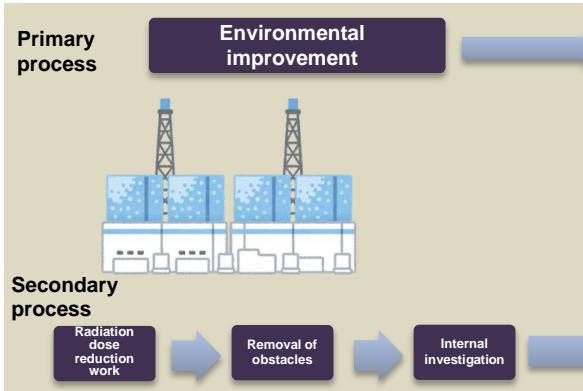 Primary
process
Environmental
improvement
Secondary
process
Radiation
dose
reduction
work
Removal of
obstacles
Internal
investigation